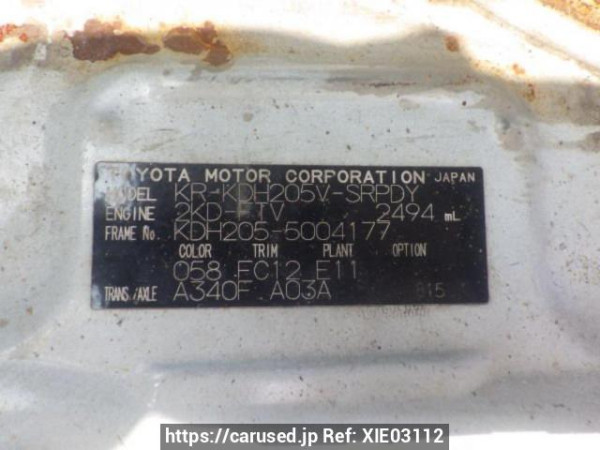 TOYOTA MOTOR CORPORATION JAPAN
MODEL KR-KDH205V-SRPDY
ENGINE 2KD-FTV 2494 mL
FRAME No. KDH205-5004177
COLOR TRIM PLANT OPTION
058 FC12 E11
TRANS/AXLE A340F A03A 615
https://carused.jp Ref: XIE03112